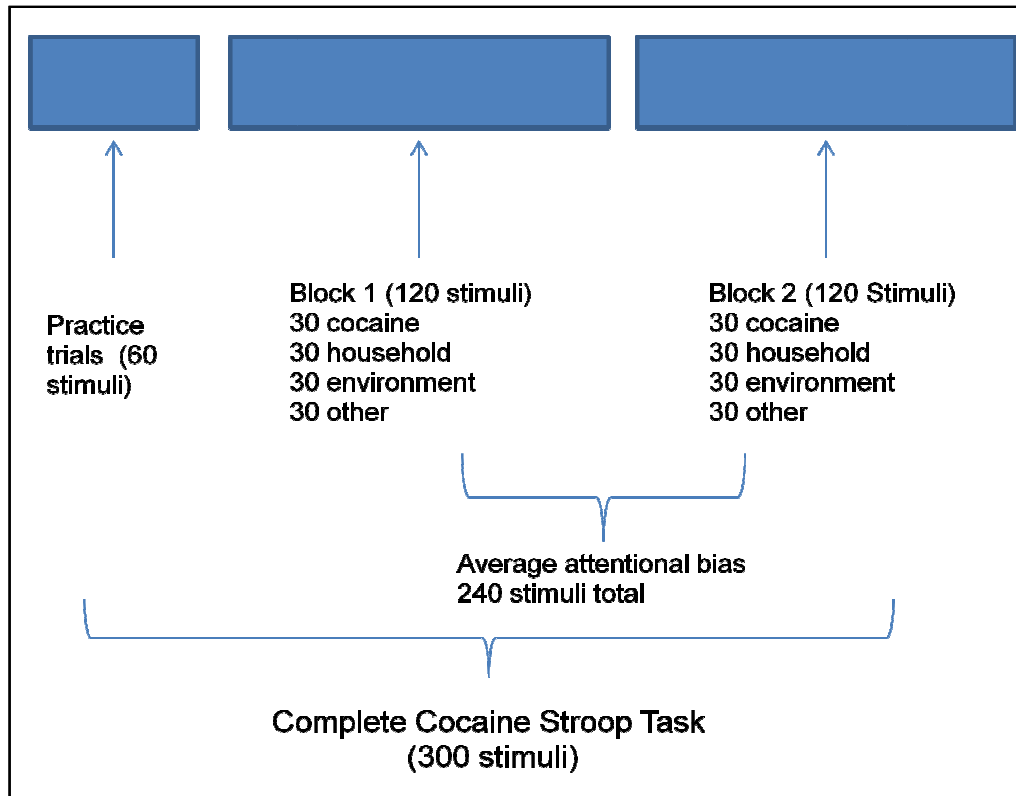 Practice
trials (60
stimuli)
Block 1 (120 stimuli)
30 cocaine
30 household
30 environment
30 other
Block 2 (120 Stimuli)
30 cocaine
30 household
30 environment
30 other
Average attentional bias
240 stimuli total
Complete Cocaine Stroop Task
(300 stimuli)